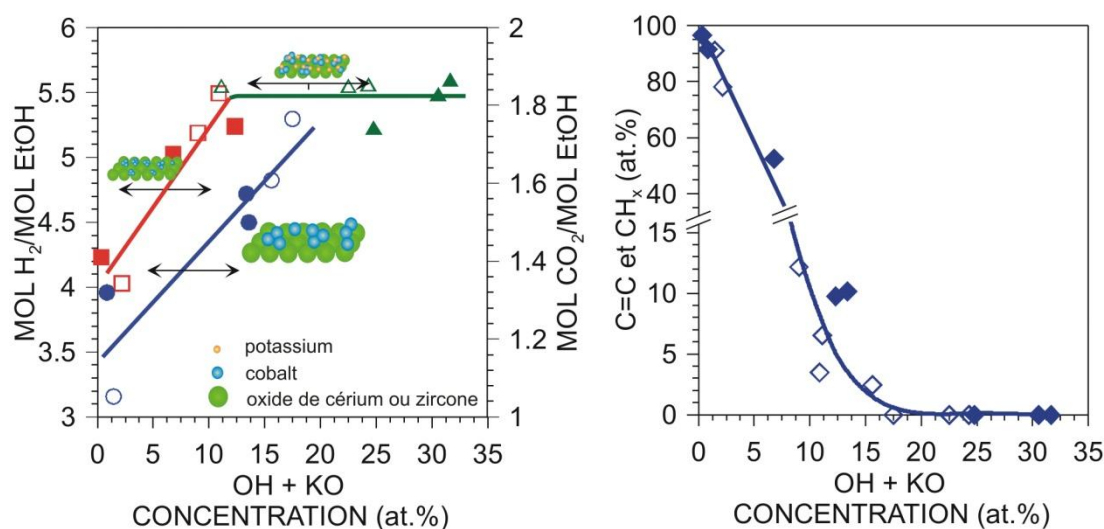 6
5.5
5
4.5
4
3.5
3
MOL H2/MOL EtOH
2
1.8
1.6
1.4
1.2
1
MOL CO2/MOL EtOH
potassium
cobalt
oxide de cérium ou zircone
0 5 10 15 20 25 30 35
OH + KO
CONCENTRATION (at.%)
100
80
60
40
15
10
5
0
C=C et CHx (at.%)
0 5 10 15 20 25 30 35
OH + KO
CONCENTRATION (at.%)